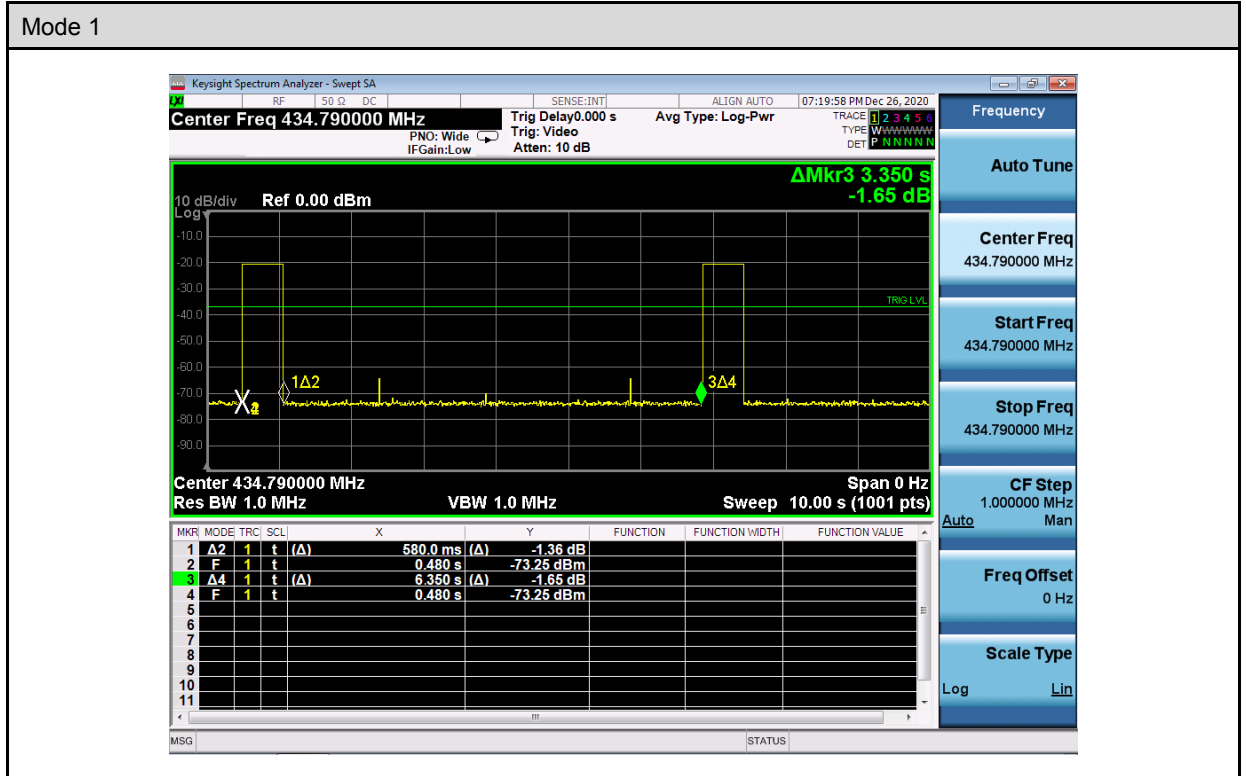 Mode 1
Keysight Spectrum Analyzer - Swept SA
LXI RF 50 Ω DC SENSE:INT ALIGN AUTO 07:19:58 PM Dec 26, 2020
Center Freq 434.790000 MHz
PNO: Wide
IFGain:Low
Trig Delay0.000 s
Trig: Video
Atten: 10 dB
Avg Type: Log-Pwr
TRACE 1 2 3 4 5 6
TYPE WWWWWW
DET P N N N N N
ΔMkr3 3.350 s
-1.65 dB
10 dB/div Ref 0.00 dBm
Log
-10.0
-20.0
-30.0
TRIG LVL
-40.0
-50.0
-60.0
1Δ2
3Δ4
-70.0
-80.0
-90.0
Center 434.790000 MHz Span 0 Hz
Res BW 1.0 MHz VBW 1.0 MHz Sweep 10.00 s (1001 pts)
MKR MODE TRC SCL X Y FUNCTION FUNCTION WIDTH FUNCTION VALUE
1 Δ2 1 t (Δ) 580.0 ms (Δ) -1.36 dB
2 F 1 t 0.480 s -73.25 dBm
3 Δ4 1 t (Δ) 6.350 s (Δ) -1.65 dB
4 F 1 t 0.480 s -73.25 dBm
5
6
7
8
9
10
11
MSG STATUS
Frequency
Auto Tune
Center Freq
434.790000 MHz
Start Freq
434.790000 MHz
Stop Freq
434.790000 MHz
CF Step
1.000000 MHz
Auto Man
Freq Offset
0 Hz
Scale Type
Log Lin